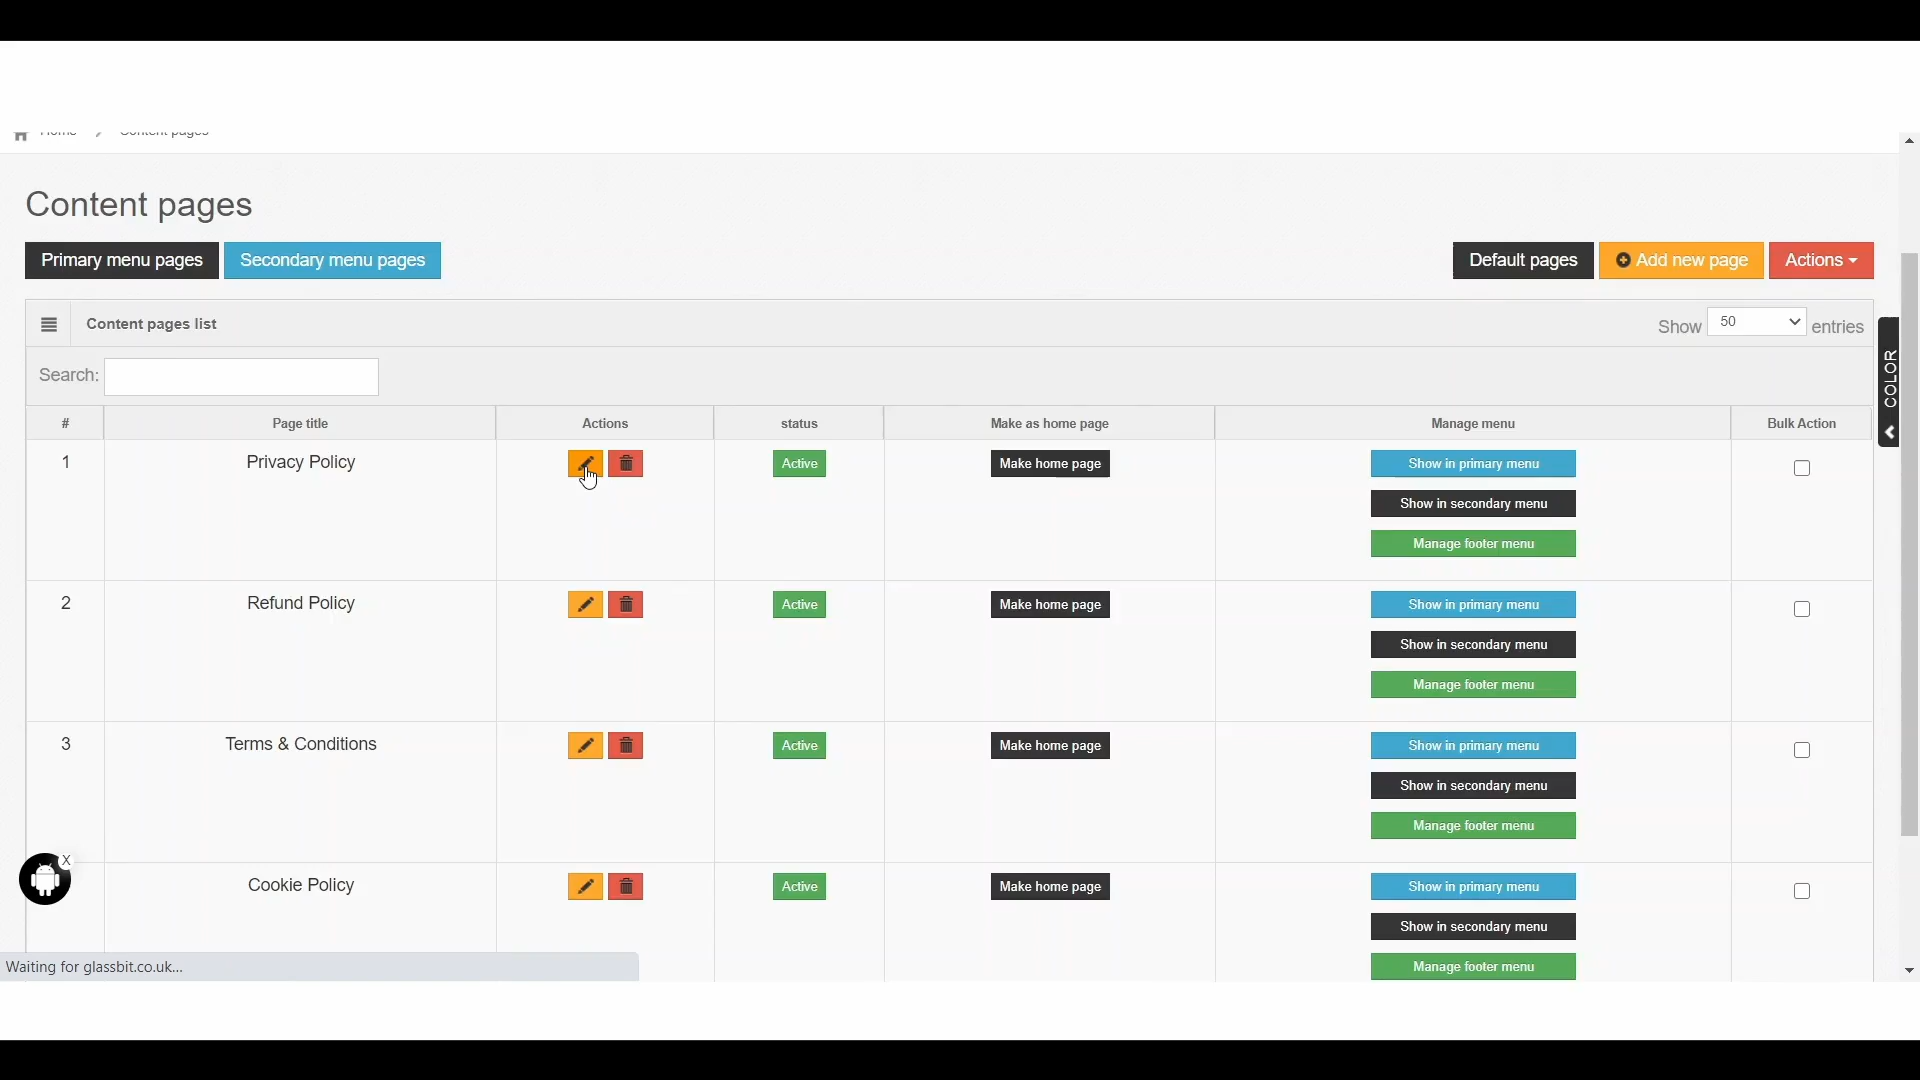 Home Content pages
Content pages
Primary menu pages Secondary menu pages Default pages Add new page Actions
Content pages list Show 50 entries
Search:
# Page title Actions status Make as home page Manage menu Bulk Action
1 Privacy Policy Active Make home page Show in primary menu
Show in secondary menu
Manage footer menu
2 Refund Policy Active Make home page Show in primary menu
Show in secondary menu
Manage footer menu
3 Terms & Conditions Active Make home page Show in primary menu
Show in secondary menu
Manage footer menu
X
Cookie Policy Active Make home page Show in primary menu
Show in secondary menu
Manage footer menu
Waiting for glassbit.co.uk...
COLOR